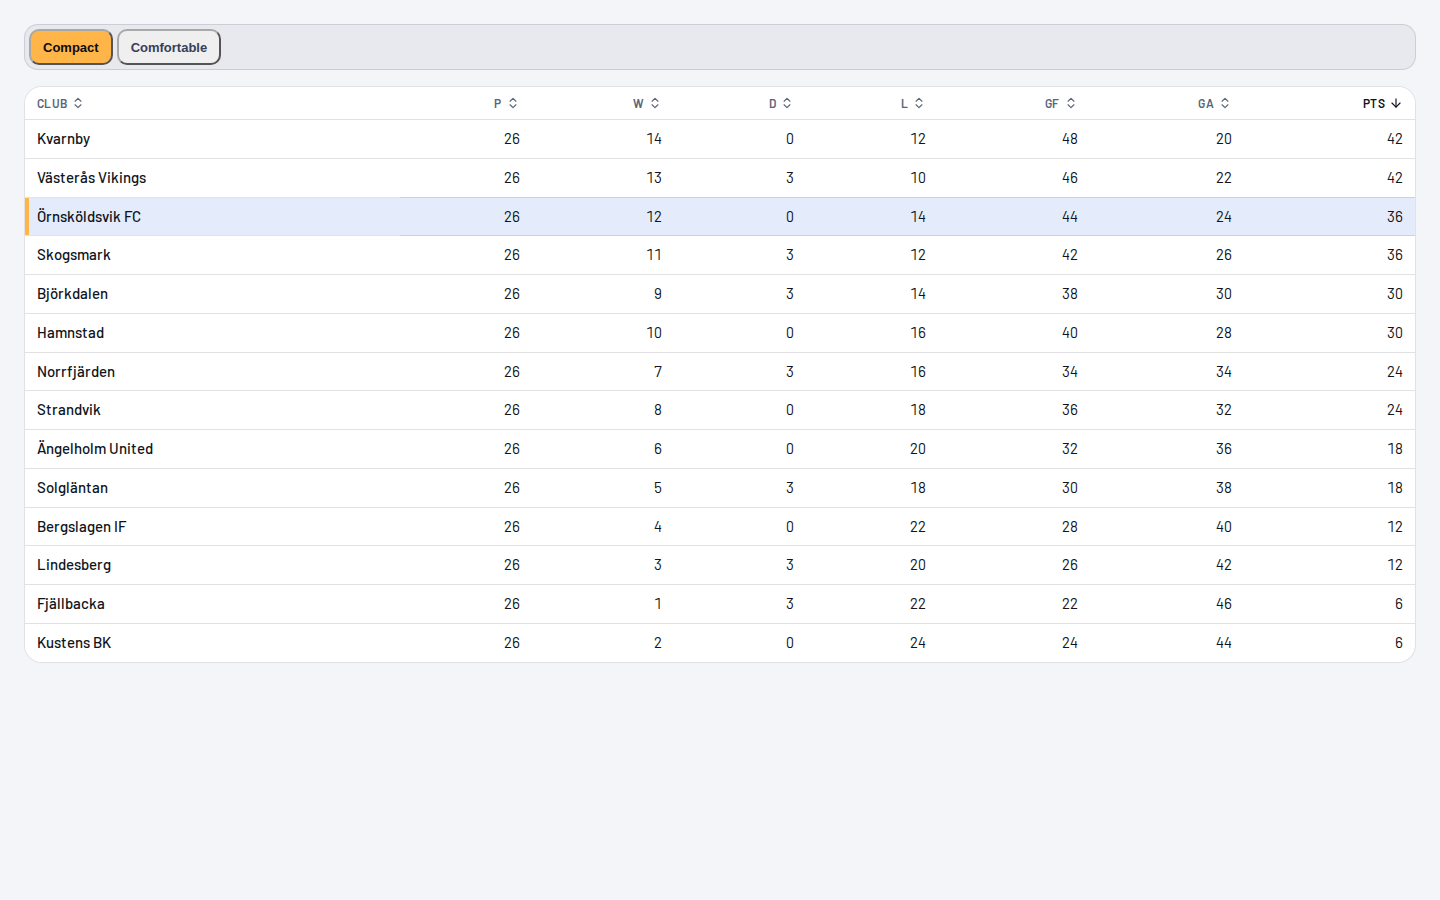 Compact Comfortable
CLUB P W D L GF GA PTS
Kvarnby 26 14 0 12 48 20 42
Västerås Vikings 26 13 3 10 46 22 42
Örnsköldsvik FC 26 12 0 14 44 24 36
Skogsmark 26 11 3 12 42 26 36
Björkdalen 26 9 3 14 38 30 30
Hamnstad 26 10 0 16 40 28 30
Norrfjärden 26 7 3 16 34 34 24
Strandvik 26 8 0 18 36 32 24
Ängelholm United 26 6 0 20 32 36 18
Solgläntan 26 5 3 18 30 38 18
Bergslagen IF 26 4 0 22 28 40 12
Lindesberg 26 3 3 20 26 42 12
Fjällbacka 26 1 3 22 22 46 6
Kustens BK 26 2 0 24 24 44 6